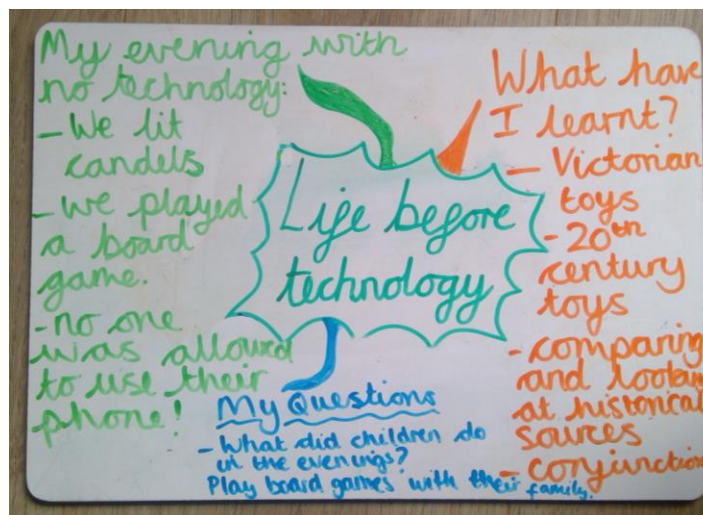 My evening with
no technology:
- We lit
candels
- we played
a board
game.
- no one
was allowed
to use their
phone!
Life before
technology
What have
I learnt?
- Victorian
toys
- 20th
century
toys
- comparing
and looking
at historical
sources
- conjunctions
My Questions
- What did children do
in the evenings?
Play board games with their family.